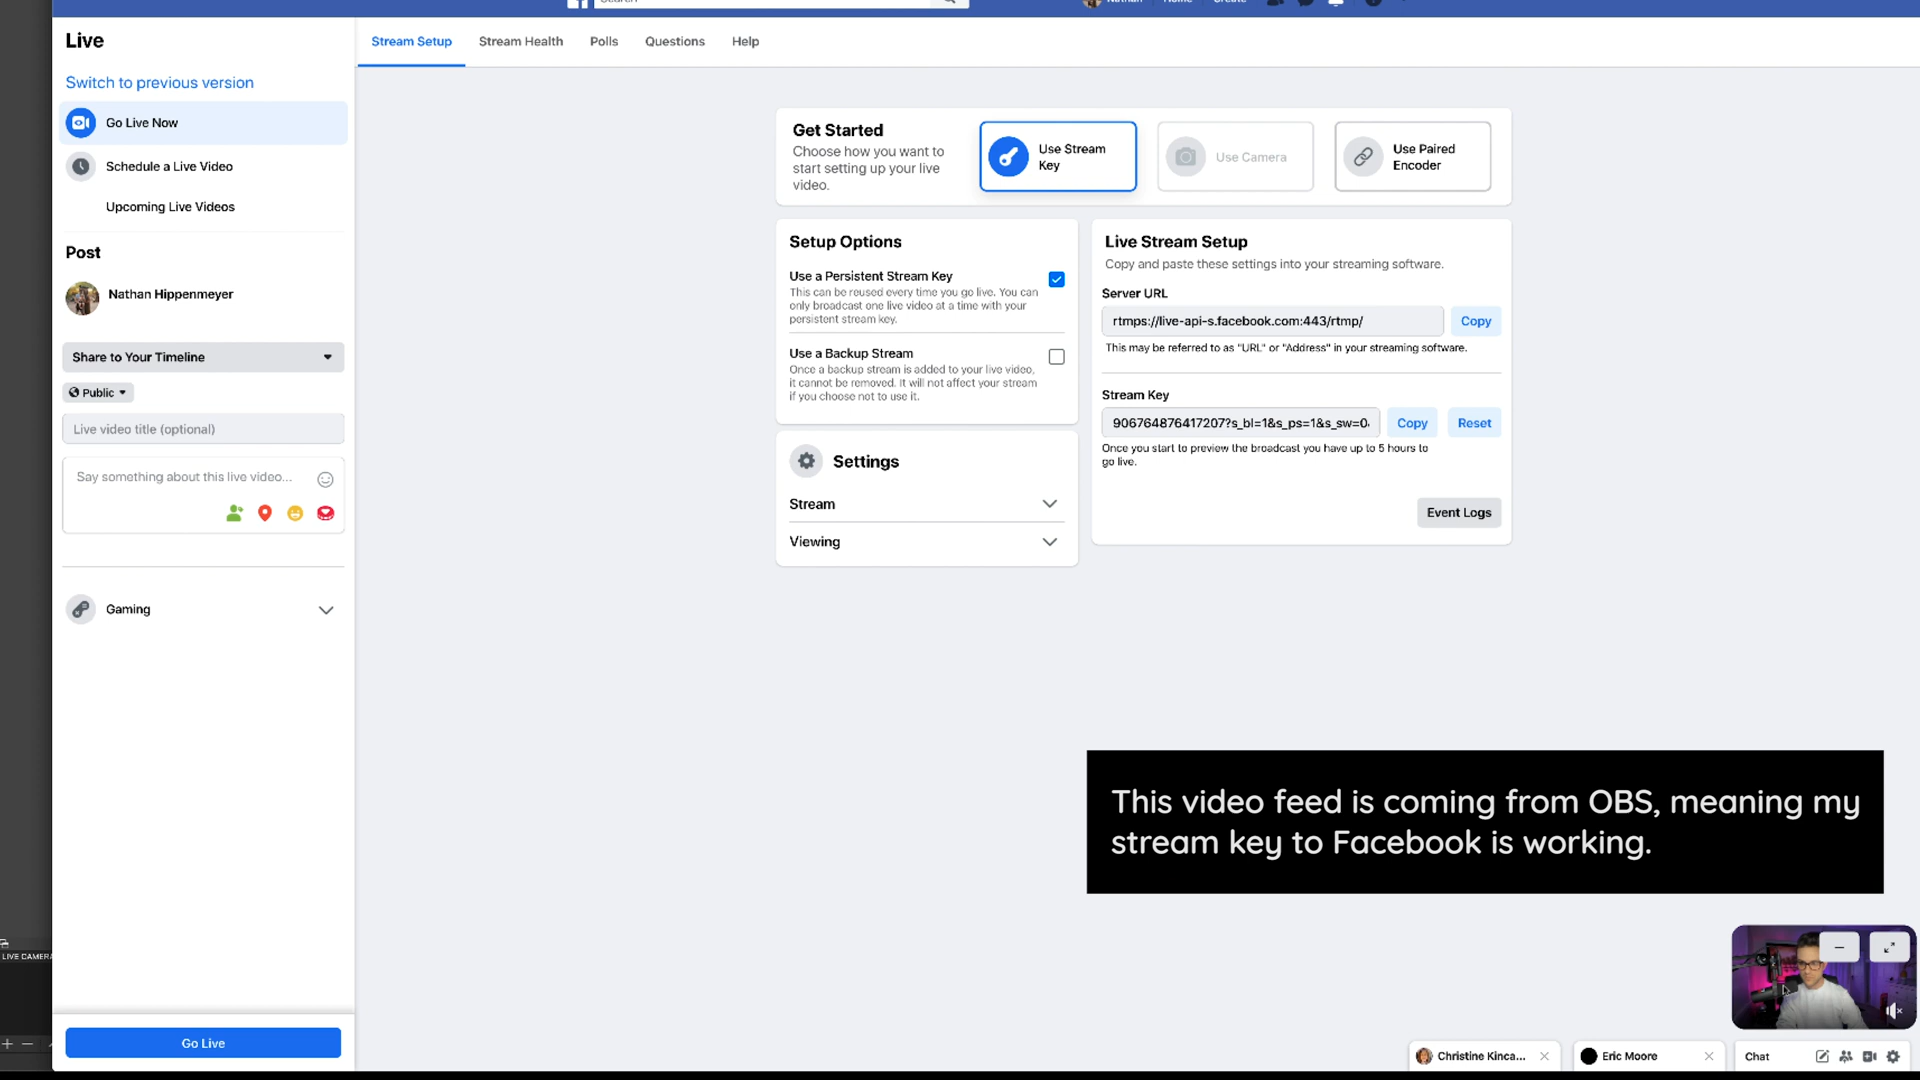 Live
Switch to previous version
Go Live Now
Schedule a Live Video
Upcoming Live Videos
Post
Nathan Hippenmeyer
Share to Your Timeline
Public
Live video title (optional)
Say something about this live video...
Gaming
Go Live
LIVE CAMERA
Stream Setup
Stream Health
Polls
Questions
Help
Get Started
Choose how you want to
start setting up your live
video.
Use Stream
Key
Use Camera
Use Paired
Encoder
Setup Options
Use a Persistent Stream Key
This can be reused every time you go live. You can
only broadcast one live video at a time with your
persistent stream key.
Use a Backup Stream
Once a backup stream is added to your live video,
it cannot be removed. It will not affect your stream
if you choose not to use it.
Settings
Stream
Viewing
Live Stream Setup
Copy and paste these settings into your streaming software.
Server URL
rtmps://live-api-s.facebook.com:443/rtmp/
Copy
This may be referred to as "URL" or "Address" in your streaming software.
Stream Key
906764876417207?s_bl=1&s_ps=1&s_sw=0
Copy
Reset
Once you start to preview the broadcast you have up to 5 hours to
go live.
Event Logs
This video feed is coming from OBS, meaning my
stream key to Facebook is working.
Christine Kinca...
Eric Moore
Chat